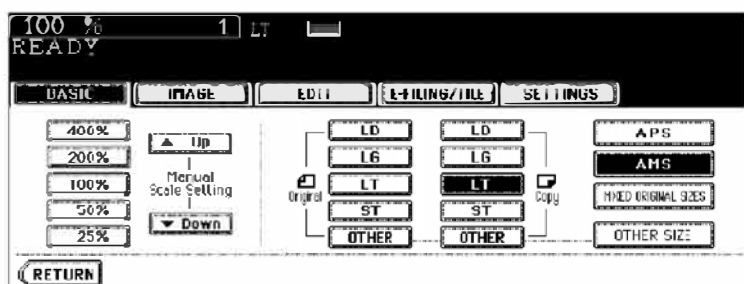 100 % 1 LT
READY
BASIC IMAGE EDIT E-FILING/FILE SETTINGS
400%
200%
100%
50%
25%
▲ Up
Manual
Scale Setting
▼ Down
Original
LD
LG
LT
ST
OTHER
LD
LG
LT
ST
OTHER
Copy
APS
AMS
MIXED ORIGINAL SIZES
OTHER SIZE
RETURN